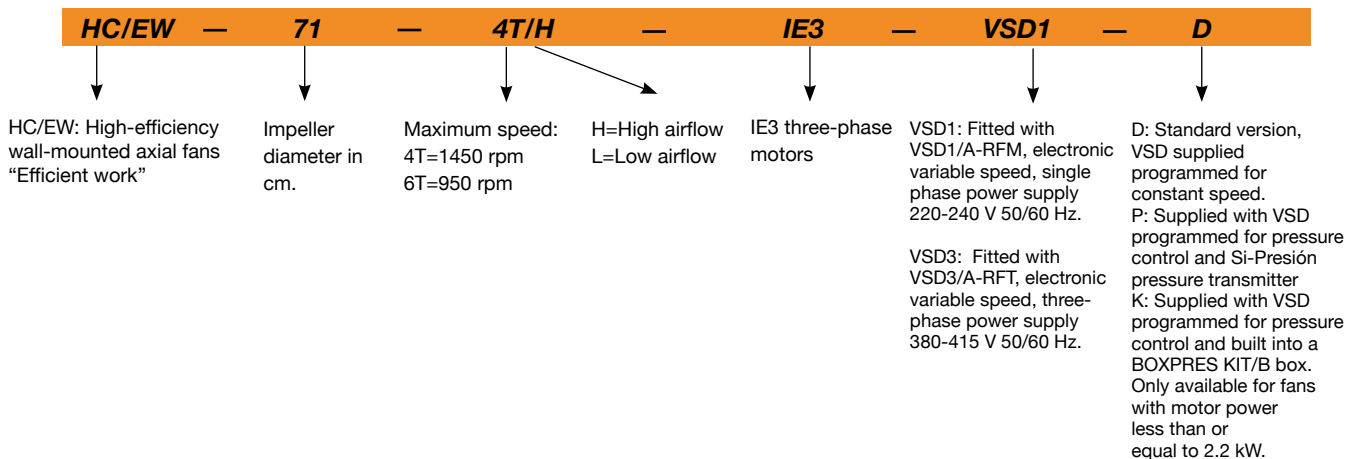 HC/EW — 71 — 4T/H — IE3 — VSD1 — D
HC/EW: High-efficiency
wall-mounted axial fans
“Efficient work”
Impeller
diameter in
cm.
Maximum speed:
4T=1450 rpm
6T=950 rpm
H=High airflow
L=Low airflow
IE3 three-phase
motors
VSD1: Fitted with
VSD1/A-RFM, electronic
variable speed, single
phase power supply
220-240 V 50/60 Hz.
VSD3: Fitted with
VSD3/A-RFT, electronic
variable speed, three-
phase power supply
380-415 V 50/60 Hz.
D: Standard version,
VSD supplied
programmed for
constant speed.
P: Supplied with VSD
programmed for pressure
control and Si-Presión
pressure transmitter
K: Supplied with VSD
programmed for pressure
control and built into a
BOXPRES KIT/B box.
Only available for fans
with motor power
less than or
equal to 2.2 kW.